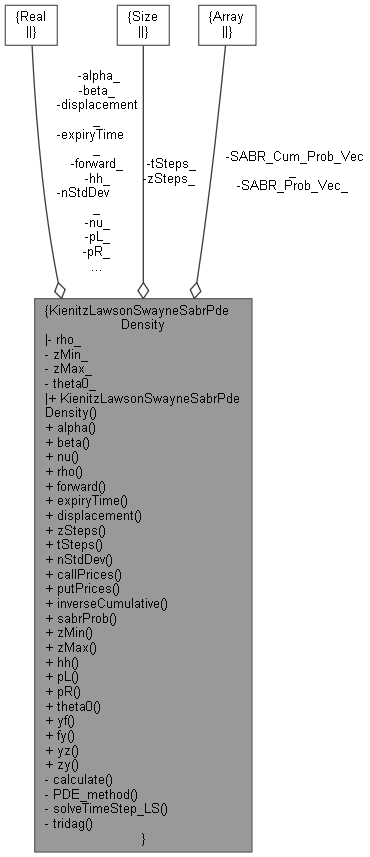 {Real
||}
{Size
||}
{Array
||}
-alpha_
-beta_
-displacement
_
-expiryTime
_
-forward_
-hh_
-nStdDev
_
-nu_
-pL_
-pR_
...
-tSteps_
-zSteps_
-SABR_Cum_Prob_Vec
_
-SABR_Prob_Vec_
{KienitzLawsonSwayneSabrPde
Density
|- rho_
- zMin_
- zMax_
- theta0_
|+ KienitzLawsonSwayneSabrPde
Density()
+ alpha()
+ beta()
+ nu()
+ rho()
+ forward()
+ expiryTime()
+ displacement()
+ zSteps()
+ tSteps()
+ nStdDev()
+ callPrices()
+ putPrices()
+ inverseCumulative()
+ sabrProb()
+ zMin()
+ zMax()
+ hh()
+ pL()
+ pR()
+ theta0()
+ yf()
+ fy()
+ yz()
+ zy()
- calculate()
- PDE_method()
- solveTimeStep_LS()
- tridag()
}